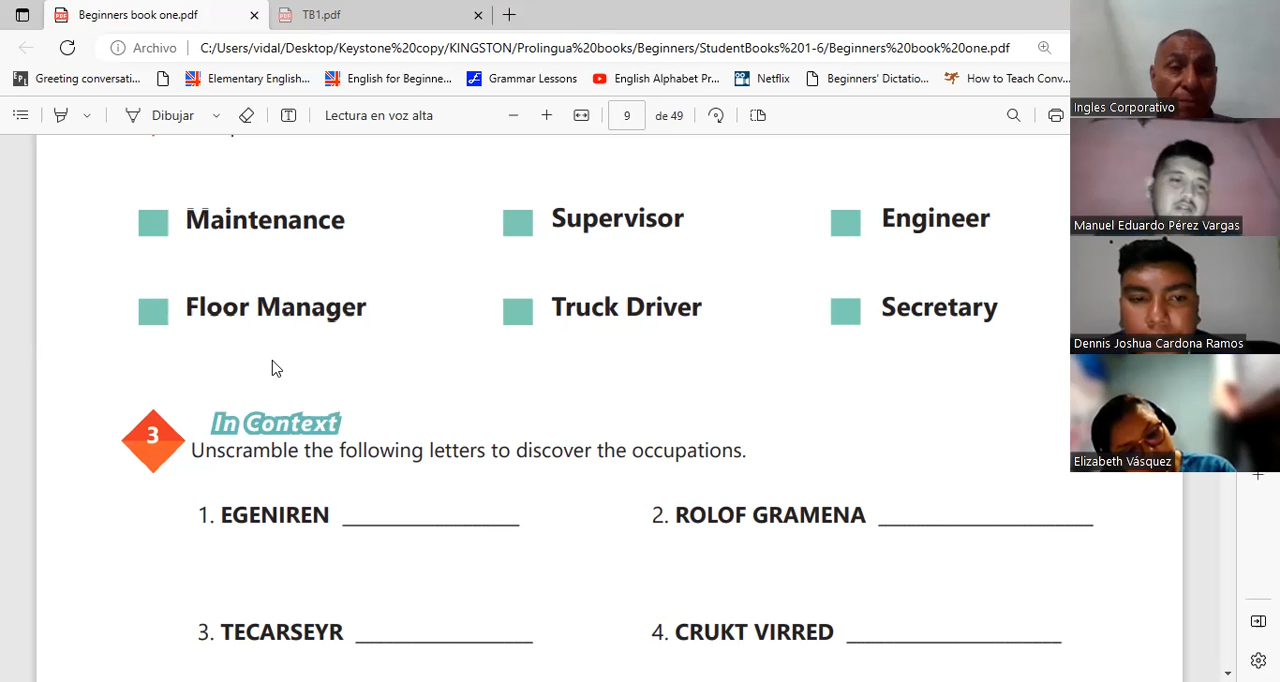 Beginners book one.pdf
TB1.pdf
Archivo
C:/Users/vidal/Desktop/Keystone%20copy/KINGSTON/Prolingua%20books/Beginners/StudentBooks%201-6/Beginners%20book%20one.pdf
Greeting conversati...
Elementary English...
English for Beginne...
Grammar Lessons
English Alphabet Pr...
Netflix
Beginners' Dictatio...
How to Teach Conv...
Dibujar
Lectura en voz alta
9
de 49
Maintenance
Supervisor
Engineer
Floor Manager
Truck Driver
Secretary
3
In Context
Unscramble the following letters to discover the occupations.
1. EGENIREN
2. ROLOF GRAMENA
3. TECARSEYR
4. CRUKT VIRRED
Ingles Corporativo
Manuel Eduardo Pérez Vargas
Dennis Joshua Cardona Ramos
Elizabeth Vásquez